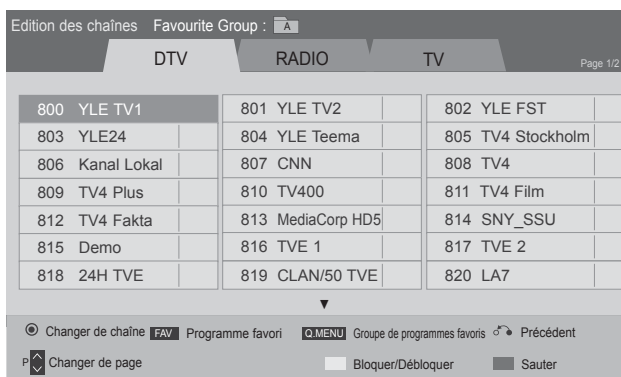 Edition des chaînes Favourite Group : A
DTV RADIO TV Page 1/2
800 YLE TV1 801 YLE TV2 802 YLE FST
803 YLE24 804 YLE Teema 805 TV4 Stockholm
806 Kanal Lokal 807 CNN 808 TV4
809 TV4 Plus 810 TV400 811 TV4 Film
812 TV4 Fakta 813 MediaCorp HD5 814 SNY_SSU
815 Demo 816 TVE 1 817 TVE 2
818 24H TVE 819 CLAN/50 TVE 820 LA7
▼
Changer de chaîne FAV Programme favori Q.MENU Groupe de programmes favoris Précédent
P Changer de page Bloquer/Débloquer Sauter